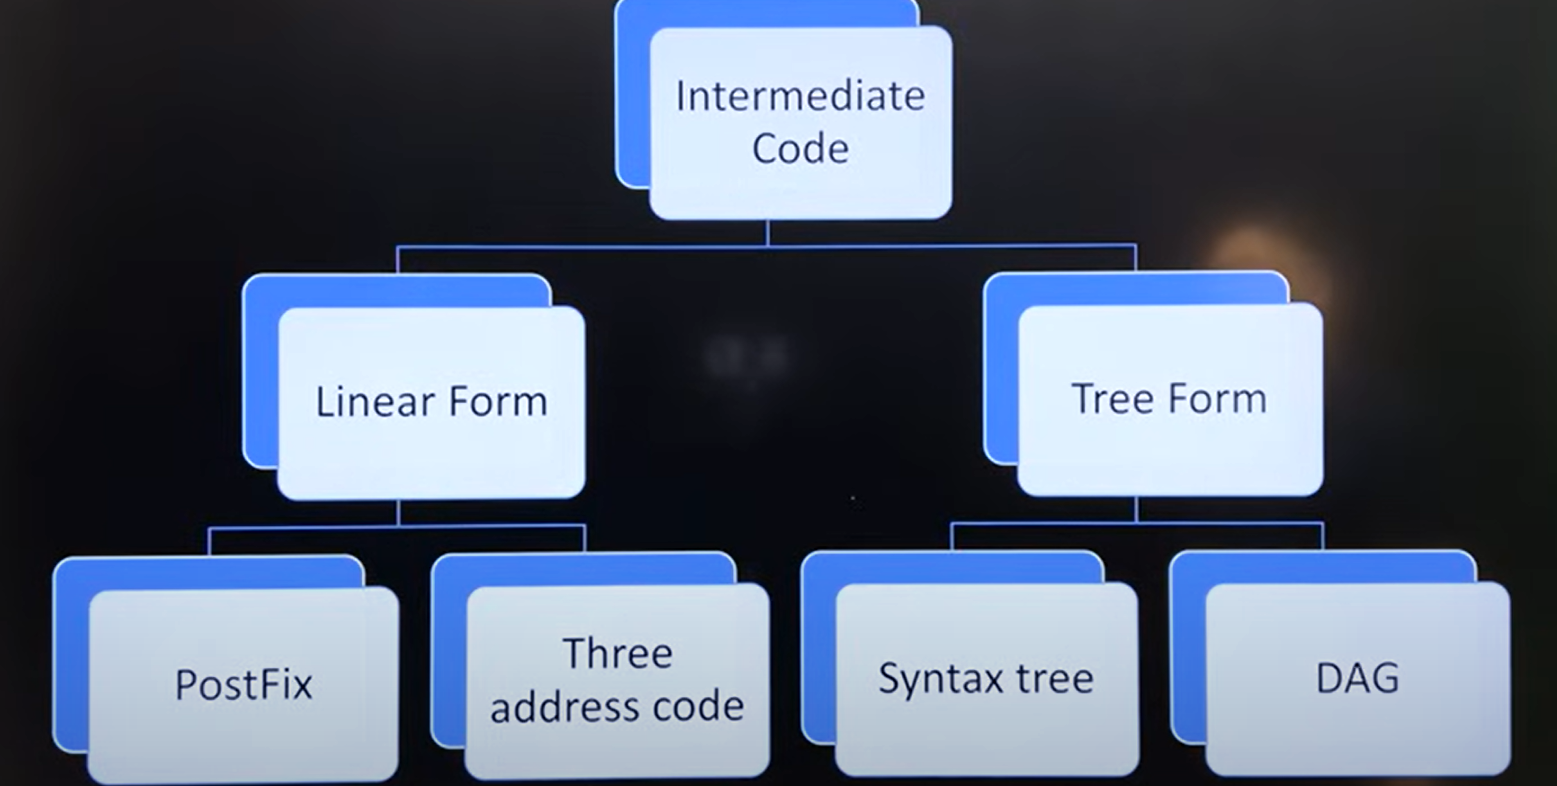 Intermediate
Code
Linear Form
Tree Form
PostFix
Three
address code
Syntax tree
DAG